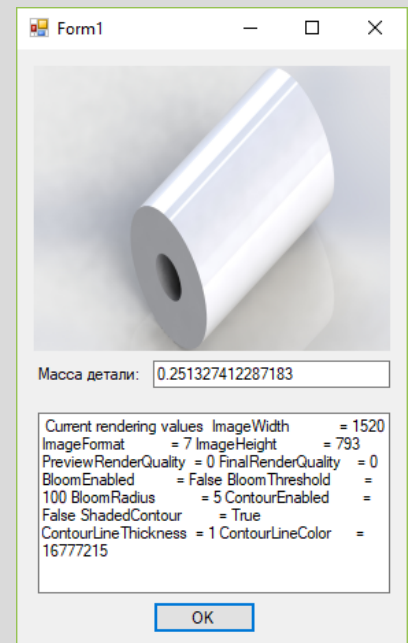 Form1
Масса детали: 0.251327412287183
Current rendering values ImageWidth = 1520
ImageFormat = 7 ImageHeight = 793
PreviewRenderQuality = 0 FinalRenderQuality = 0
BloomEnabled = False BloomThreshold =
100 BloomRadius = 5 ContourEnabled =
False ShadedContour = True
ContourLineThickness = 1 ContourLineColor =
16777215
OK